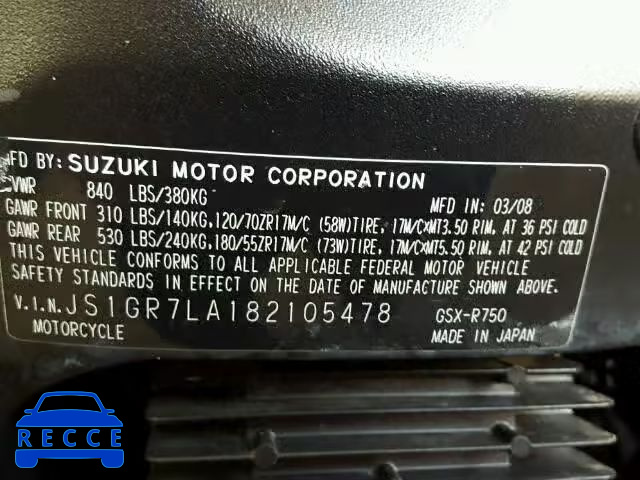 MFD BY: SUZUKI MOTOR CORPORATION
GVWR 840 LBS/380KG MFD IN: 03/08
GAWR FRONT 310 LBS/140KG,120/70ZR17M/C (58W)TIRE, 17M/C×MT3.50 RIM, AT 36 PSI COLD
GAWR REAR 530 LBS/240KG,180/55ZR17M/C (73W)TIRE, 17M/C×MT5.50 RIM, AT 42 PSI COLD
THIS VEHICLE CONFORMS TO ALL APPLICABLE FEDERAL MOTOR VEHICLE
SAFETY STANDARDS IN EFFECT ON THE DATE OF MANUFACTURE SHOWN ABOVE.
V.I.N.JS1GR7LA182105478 GSX-R750
MOTORCYCLE MADE IN JAPAN
RECCE